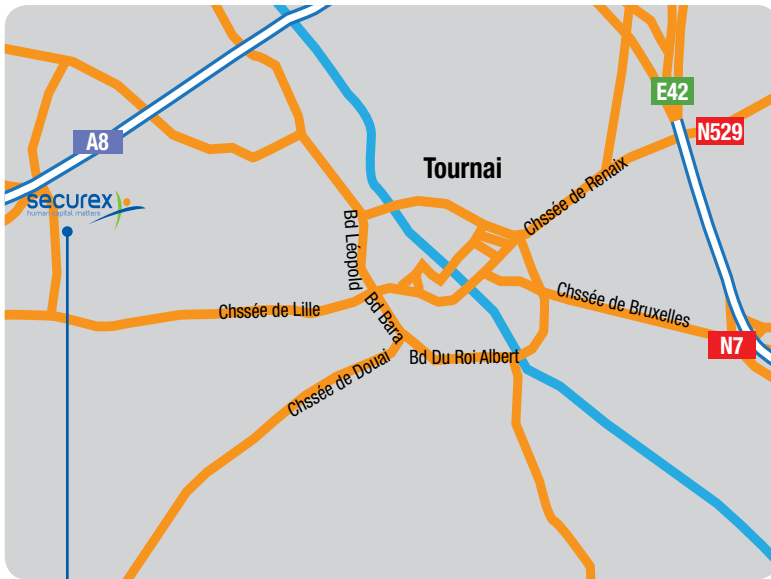 E42
N529
A8
Tournai
Chssée de Renaix
securex
human capital matters
Bd Léopold
Chssée de Lille
Bd Bara
Chssée de Bruxelles
N7
Bd Du Roi Albert
Chssée de Douai